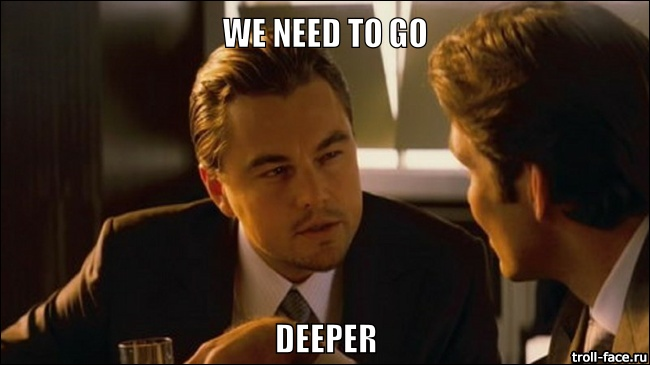 WE NEED TO GO
DEEPER
troll-face.ru